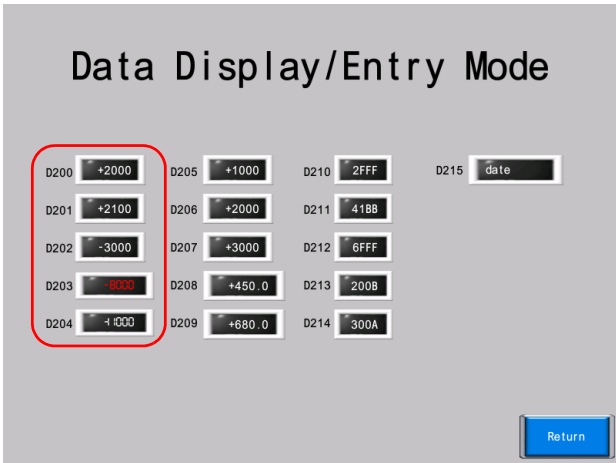 Data Display/Entry Mode
D200 +2000 D205 +1000 D210 2FFF D215 date
D201 +2100 D206 +2000 D211 41BB
D202 -3000 D207 +3000 D212 6FFF
D203 -8000 D208 +450.0 D213 200B
D204 D209 +680.0 D214 300A
Return